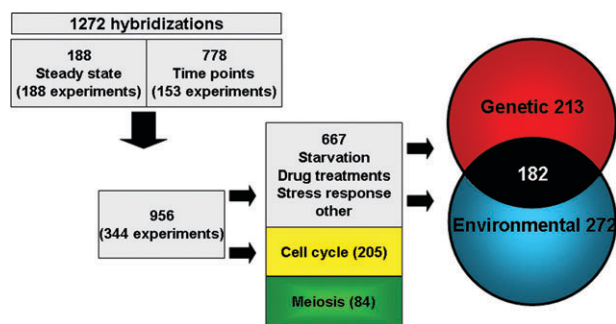 1272 hybridizations
188
Steady state
(188 experiments)
778
Time points
(153 experiments)
956
(344 experiments)
667
Starvation
Drug treatments
Stress response
other
Cell cycle (205)
Meiosis (84)
Genetic 213
182
Environmental 272